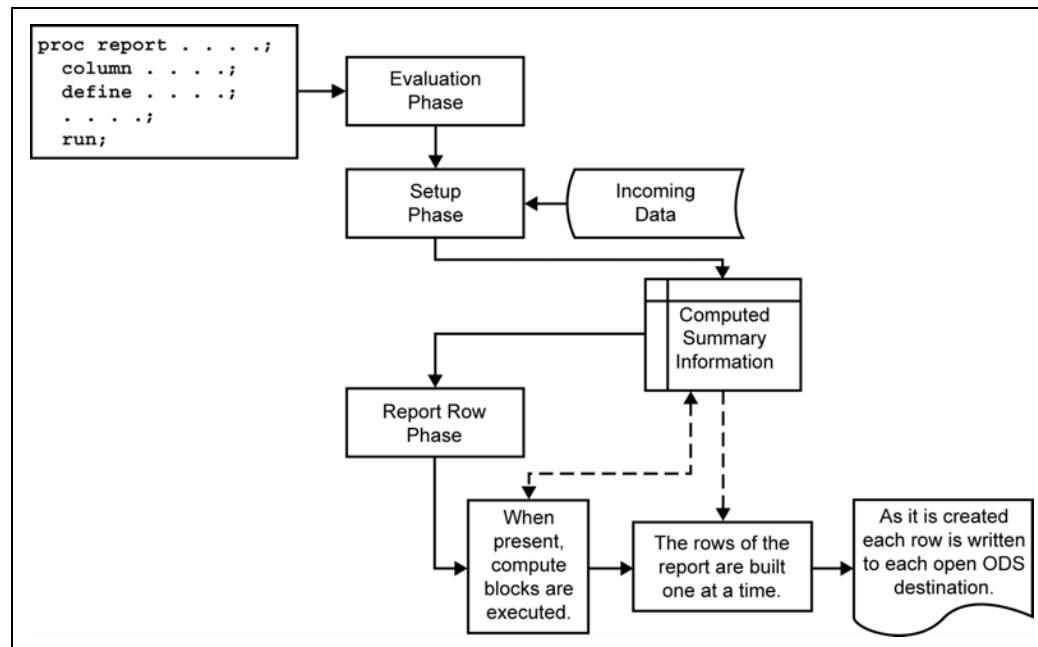 proc report . . . .;
column . . . .;
define . . . .;
. . . .;
run;
Evaluation
Phase
Setup
Phase
Incoming
Data
Computed
Summary
Information
Report Row
Phase
When
present,
compute
blocks are
executed.
The rows of the
report are built
one at a time.
As it is created
each row is written
to each open ODS
destination.